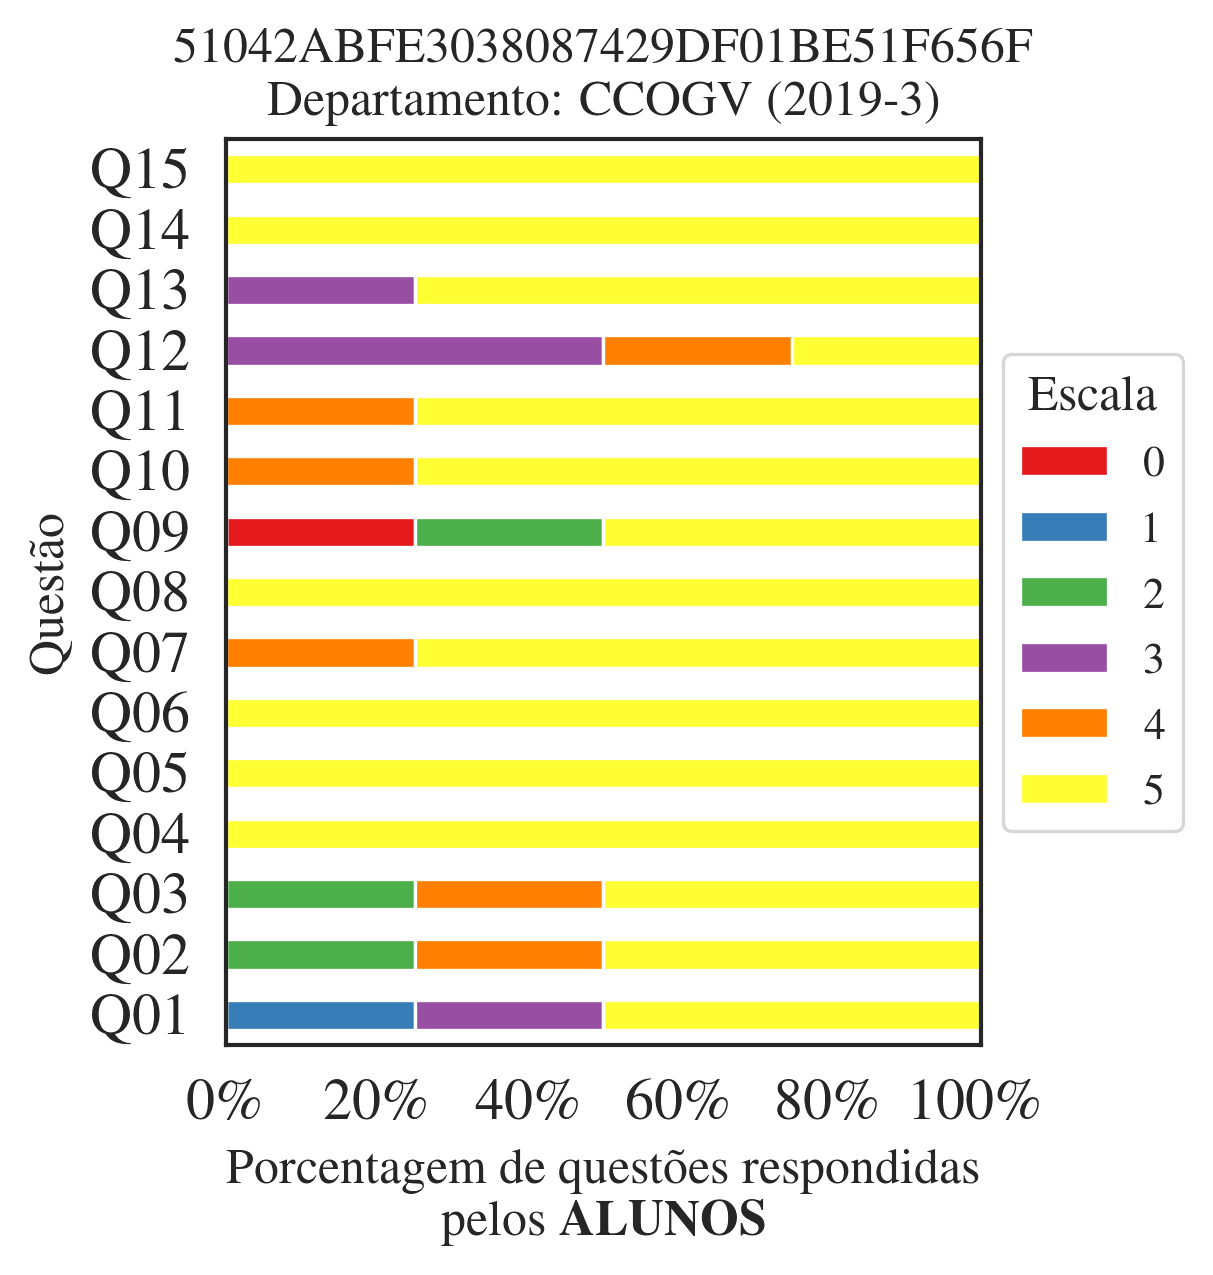 51042ABFE3038087429DF01BE51F656F
Departamento: CCOGV (2019-3)
Questão
Q15
Q14
Q13
Q12
Q11
Q10
Q09
Q08
Q07
Q06
Q05
Q04
Q03
Q02
Q01
0% 20% 40% 60% 80% 100%
Porcentagem de questões respondidas
pelos ALUNOS
Escala
0
1
2
3
4
5